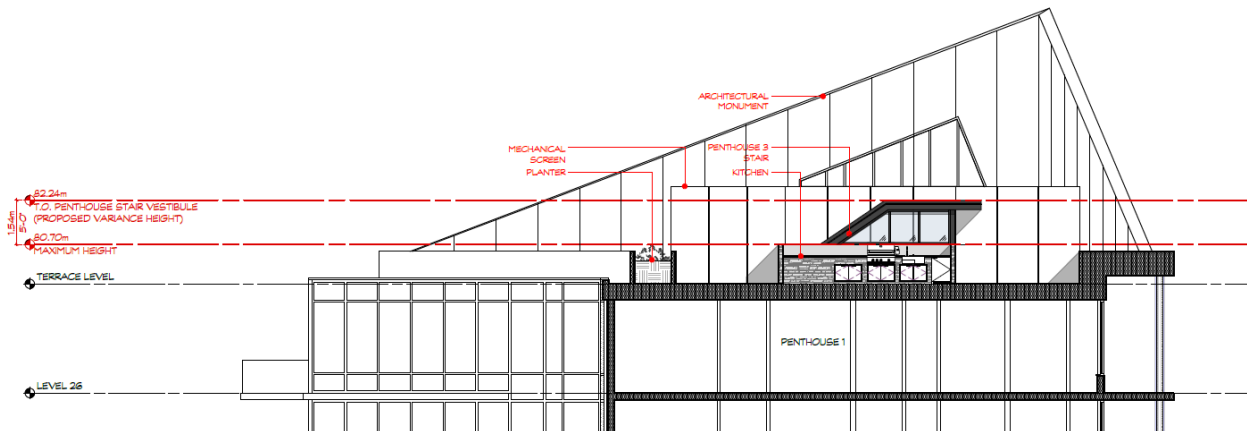 ARCHITECTURAL
MONUMENT
MECHANICAL
SCREEN
PENTHOUSE 3
STAIR
PLANTER
KITCHEN
82.24m
T.O. PENTHOUSE STAIR VESTIBULE
(PROPOSED VARIANCE HEIGHT)
1.54m
5'-0"
80.70m
MAXIMUM HEIGHT
TERRACE LEVEL
PENTHOUSE 1
LEVEL 26